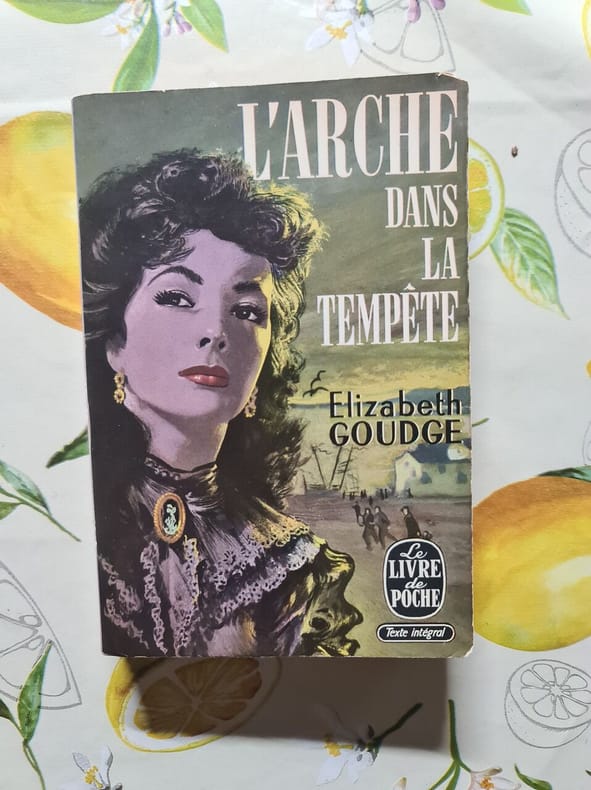 L'ARCHE
DANS
LA
TEMPÊTE
Elizabeth
GOUDGE
Le
LIVRE
de
POCHE
Texte intégral